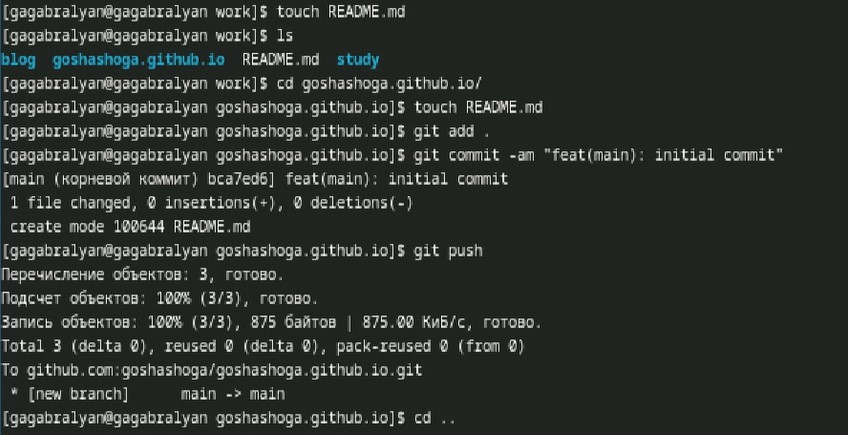 [gagabralyan@gagabralyan work]$ touch README.md
[gagabralyan@gagabralyan work]$ ls
blog  goshashoga.github.io  README.md  study
[gagabralyan@gagabralyan work]$ cd goshashoga.github.io/
[gagabralyan@gagabralyan goshashoga.github.io]$ touch README.md
[gagabralyan@gagabralyan goshashoga.github.io]$ git add .
[gagabralyan@gagabralyan goshashoga.github.io]$ git commit -am "feat(main): initial commit"
[main (корневой коммит) bca7ed6] feat(main): initial commit
 1 file changed, 0 insertions(+), 0 deletions(-)
 create mode 100644 README.md
[gagabralyan@gagabralyan goshashoga.github.io]$ git push
Перечисление объектов: 3, готово.
Подсчет объектов: 100% (3/3), готово.
Запись объектов: 100% (3/3), 875 байтов | 875.00 КиБ/с, готово.
Total 3 (delta 0), reused 0 (delta 0), pack-reused 0 (from 0)
To github.com:goshashoga/goshashoga.github.io.git
 * [new branch]      main -> main
[gagabralyan@gagabralyan goshashoga.github.io]$ cd ..